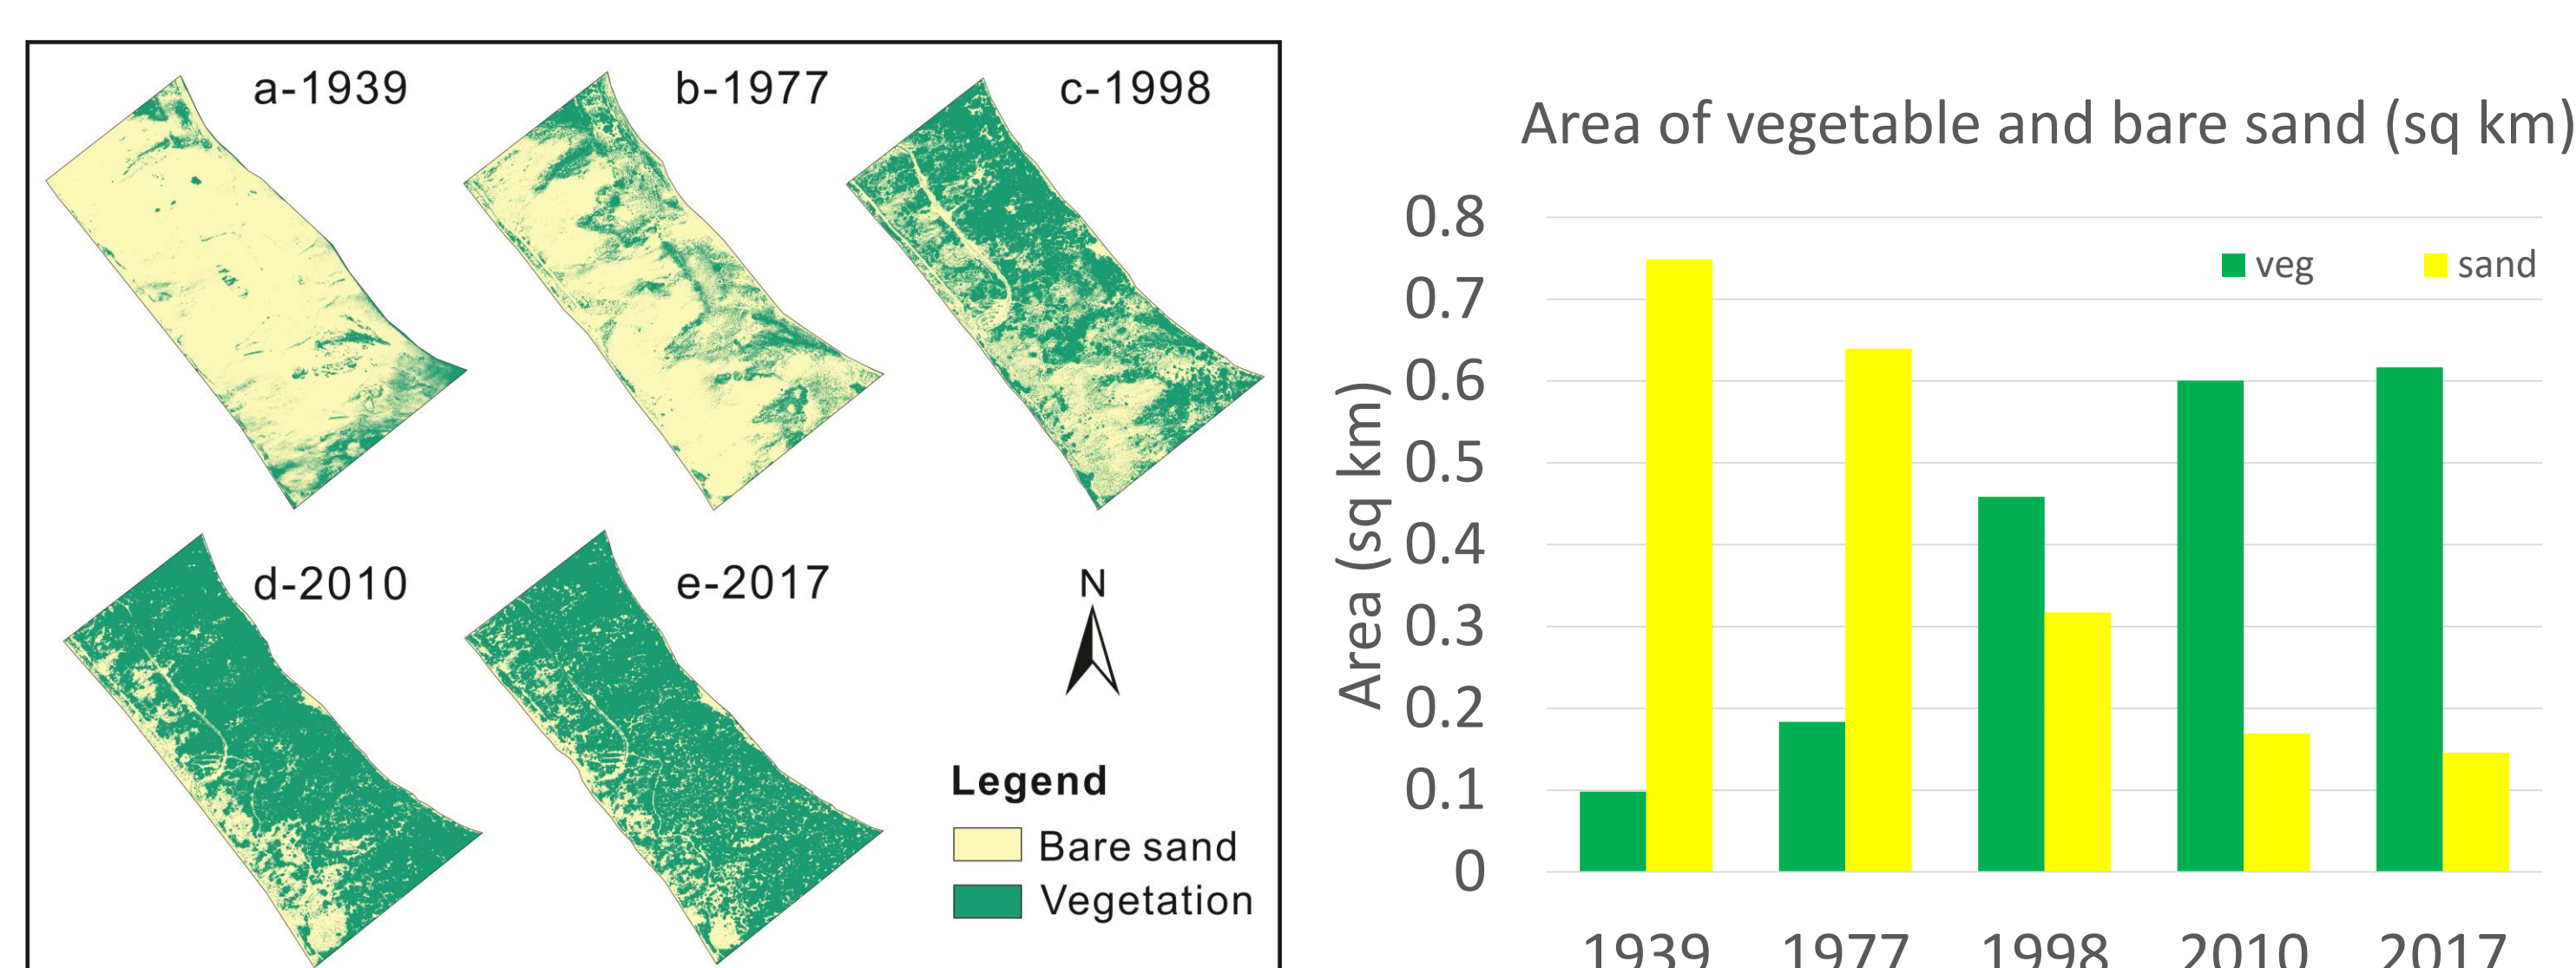 a-1939
b-1977
c-1998
d-2010
e-2017
N
Legend
Bare sand
Vegetation
Area of vegetable and bare sand (sq km)
veg
sand
Area (sq km)
0.8
0.7
0.6
0.5
0.4
0.3
0.2
0.1
0
1939 1977 1998 2010 2017